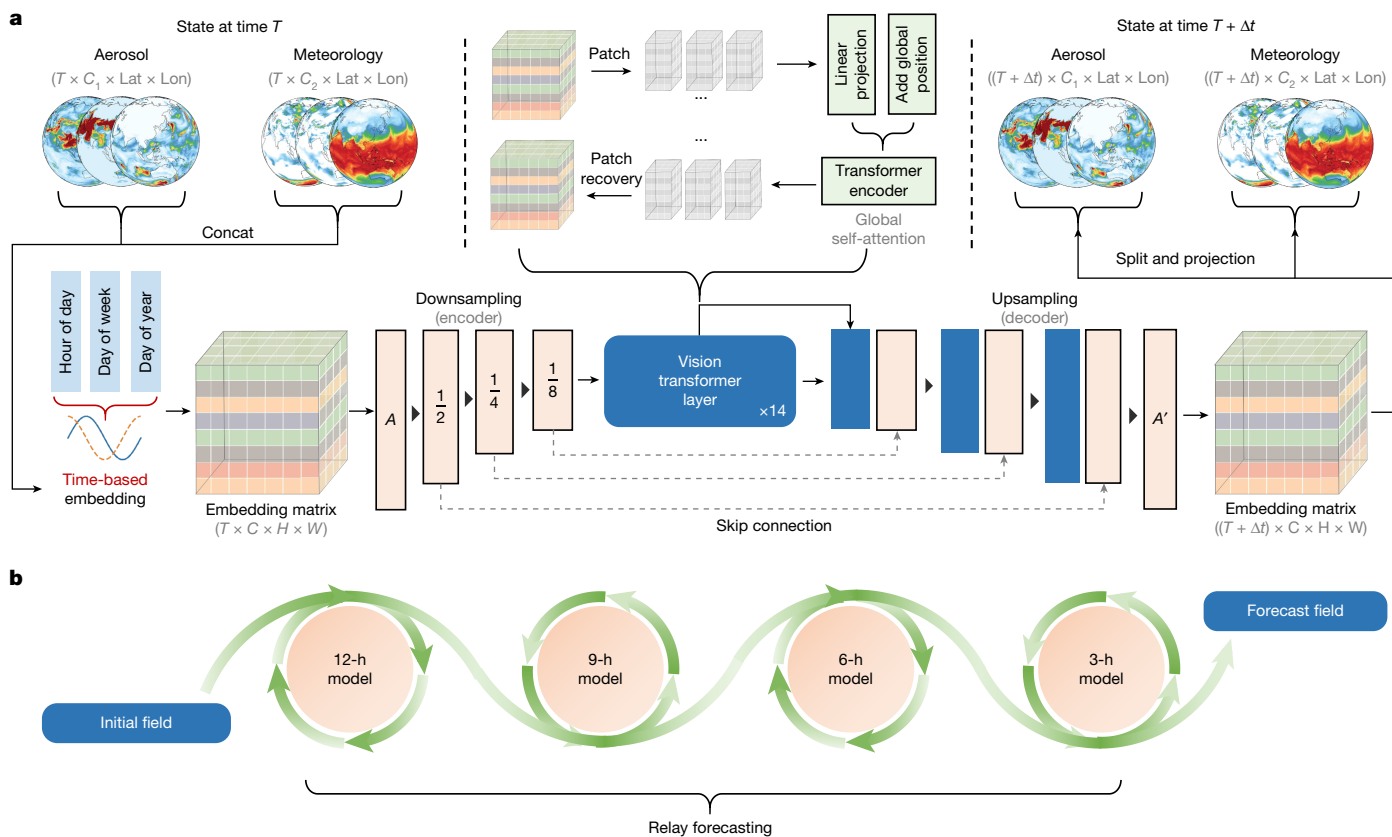 a
State at time T
Aerosol
(T × C₁ × Lat × Lon)
Meteorology
(T × C₂ × Lat × Lon)
Concat
Hour of day
Day of week
Day of year
Time-based
embedding
Embedding matrix
(T × C × H × W)
Patch
...
Linear
projection
Add global
position
...
Patch
recovery
Transformer
encoder
Global
self-attention
State at time T + Δt
Aerosol
((T + Δt) × C₁ × Lat × Lon)
Meteorology
((T + Δt) × C₂ × Lat × Lon)
Split and projection
Downsampling
(encoder)
A
1/2
1/4
1/8
Vision
transformer
layer
×14
Upsampling
(decoder)
A′
Skip connection
Embedding matrix
((T + Δt) × C × H × W)
b
Initial field
12-h
model
9-h
model
6-h
model
3-h
model
Forecast field
Relay forecasting